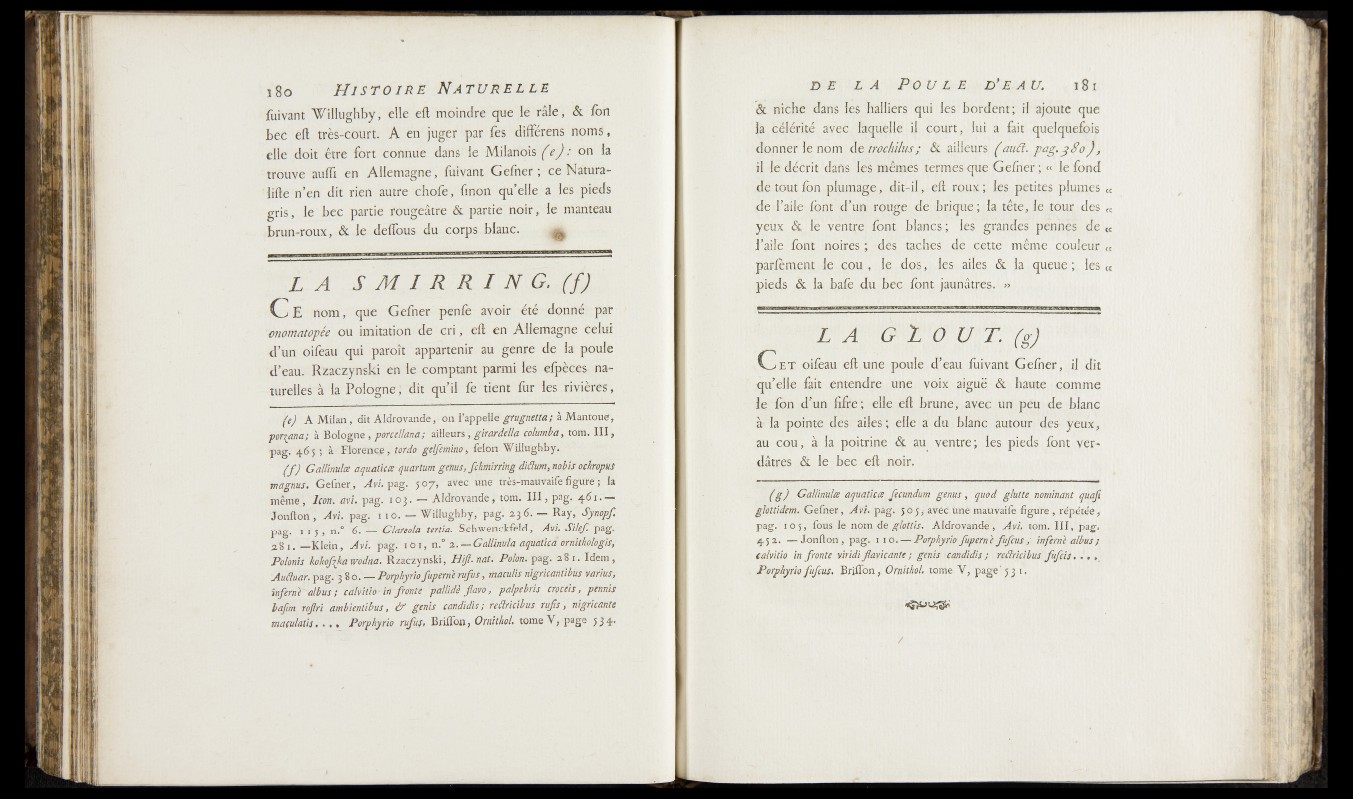 180 HISTOIRE NATURELLE
ſuivant Willughby, elle eſt moindre que le râle, & ſon
bec eſt très-court. A en juger par ſes différens noms,
elle doit être fort connue dans le Milanois (e): on la
trouve auſſi en Allemagne, ſuivant Geſner; ce Natura-
liſte n'en dit rien autre choſe, ſinon qu'elle a les pieds
gris, le bec partie rougeâtre & partie noir, le manteau
brun-roux, & le deſſous du corps blanc.
LA SMIRRING. (f)
CE nom, que Geſner penſe avoir été donné par
onomatopée ou imitation de cri, eſt en Allemagne celui
d'un oiſeau qui paroît appartenir au genre de la poule
d'eau. Rzaczynski en le comptant parmi les eſpèces na-
turelles à la Pologne, dit qu'il ſe tient ſur les rivières,
(e) A Milan, dit Aldrovande, on l'appelle grugnetta; à Mantoue,
porzana; à Bologne, porcellana; ailleurs, girardella columba, tom. III,
pag. 465; à Florence, tordo gelſemino, ſelon Willughby.
(f) Gallinulæ aquaticæ quartum genus, ſchmirring dictum, nobis ochropus
magnus. Geſner, Avi. pag. 507, avec une très-mauvaiſe figure; la
même, Icon. avi. pag. 103. — Aldrovande, tom. III, pag. 461. —
Jonſton, Avi. pag. 110. — Willughby, pag. 236. — Ray, Synopſ.
pag. 115, n.° 6. — Clareola tertia. Schwenckfeld, Avi. Sileſ. pag.
281. — Klein, Avi. pag. 101, n.° 2. — Gallinula aquatica ornithologis,
Polonis kokoſzka wodna. Rzaczynski, Hiſt. nat. Polon. pag. 281. Idem,
Auctuar. pag. 380. — Porphyrio ſupernè rufus, maculis nigricantibus varius,
infernè albus; calvitio in fronte pallidè flavo, palpebris croceis, pennis
baſim roſtri ambientibus, & genis candidis; rectricibus rufis, nigricante
maculatis.... Porphyrio rufus. Briſſon, Ornithol. tome V, page 534.
DE LA POULE D'EAU. 181
& niche dans les halliers qui les bordent; il ajoute que
la célérité avec laquelle il court, lui a fait quelquefois
donner le nom de trochilus; & ailleurs (auct. pag. 380),
il le décrit dans les mêmes termes que Geſner; « le fond
de tout ſon plumage, dit-il, eſt roux; les petites plumes «
de l'aile ſont d'un rouge de brique; la tête, le tour des «
yeux & le ventre ſont blancs; les grandes pennes de «
l'aile ſont noires; des taches de cette même couleur «
parſèment le cou, le dos, les ailes & la queue; les «
pieds & la baſe du bec ſont jaunâtres. »
LA GLOUT. (g)
CET oiſeau eſt une poule d'eau ſuivant Geſner, il dit
qu'elle fait entendre une voix aiguë & haute comme
le ſon d'un fifre; elle eſt brune, avec un peu de blanc
à la pointe des ailes; elle a du blanc autour des yeux,
au cou, à la poitrine & au ventre; les pieds ſont ver-
dâtres & le bec eſt noir.
(g) Gallinulæ aquaticæ ſecundum genus, quod glutte nominant quaſi
glottidem. Geſner, Avi. pag. 505, avec une mauvaiſe figure, répétée,
pag. 105, ſous le nom de glottis. Aldrovande, Avi. tom. III, pag.
452. — Jonſton, pag. 110. — Porphyrio ſupernè fuſcus, infernè albus;
calvitio in fronte viridi flavicante; genis candidis; rectricibus fuſcis....
Porphyrio fuſcus. Briſſon, Ornithol. tome V, page 531.